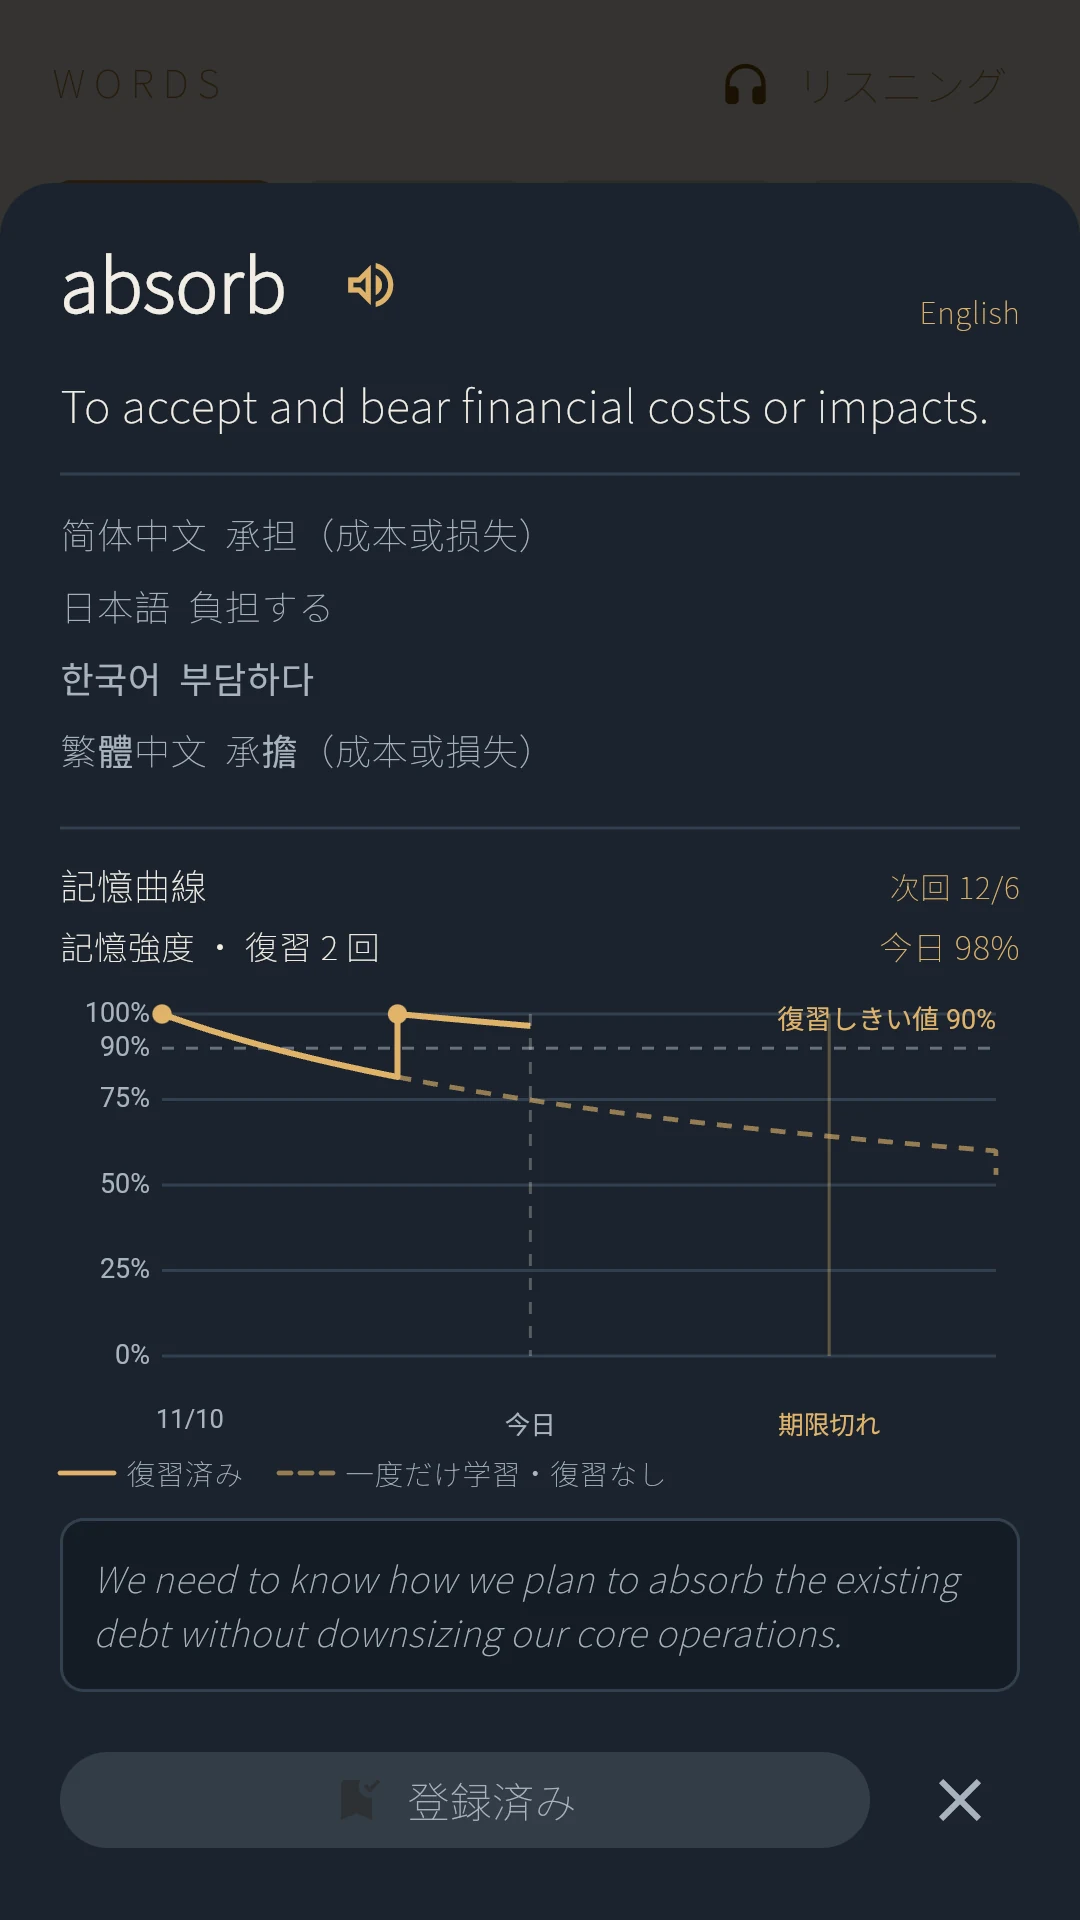 WORDS
リスニング
absorb
English
To accept and bear financial costs or impacts.
简体中文 承担（成本或损失）
日本語 負担する
한국어 부담하다
繁體中文 承擔（成本或損失）
記憶曲線
次回 12/6
記憶強度 ・ 復習 2 回
今日 98%
100%
復習しきい値 90%
90%
75%
50%
25%
0%
11/10
今日
期限切れ
復習済み
一度だけ学習・復習なし
We need to know how we plan to absorb the existing
debt without downsizing our core operations.
登録済み